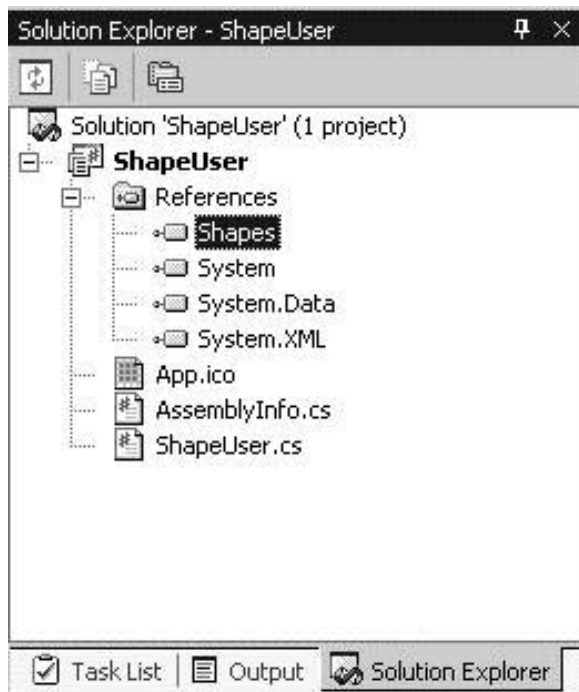 Solution Explorer - ShapeUser
Solution 'ShapeUser' (1 project)
ShapeUser
References
Shapes
System
System.Data
System.XML
App.ico
AssemblyInfo.cs
ShapeUser.cs
Task List Output Solution Explorer